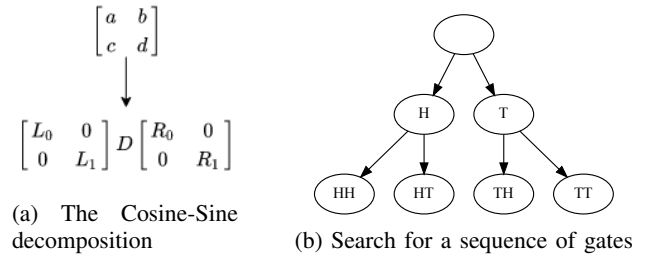 a b
c d
L0 0
0 L1
D
R0 0
0 R1
(a) The Cosine-Sine
decomposition
H T
HH HT TH TT
(b) Search for a sequence of gates